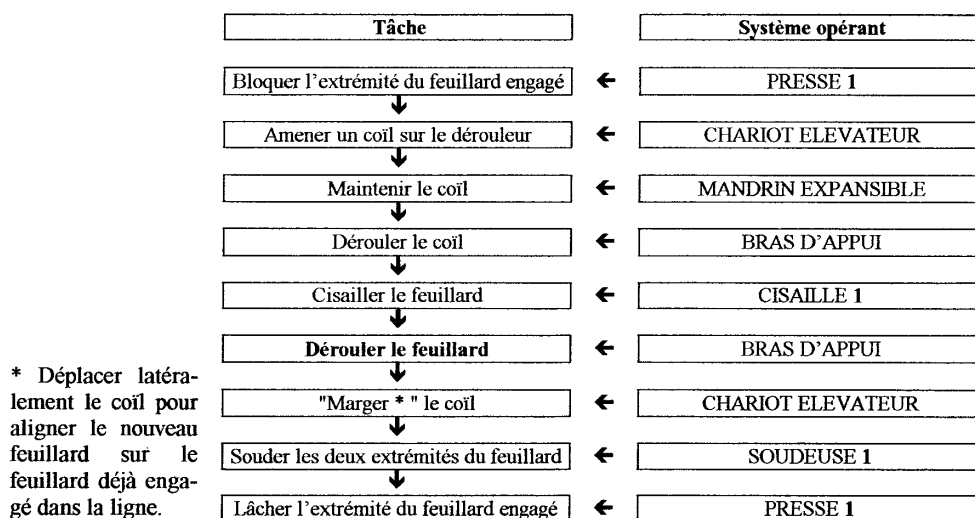 Tâche Système opérant
Bloquer l'extrémité du feuillard engagé ← PRESSE 1
Amener un coïl sur le dérouleur ← CHARIOT ELEVATEUR
Maintenir le coïl ← MANDRIN EXPANSIBLE
Dérouler le coïl ← BRAS D'APPUI
Cisailler le feuillard ← CISAILLE 1
Dérouler le feuillard ← BRAS D'APPUI
"Marger * " le coïl ← CHARIOT ELEVATEUR
Souder les deux extrémités du feuillard ← SOUDEUSE 1
Lâcher l'extrémité du feuillard engagé ← PRESSE 1
* Déplacer latéra-
lement le coïl pour
aligner le nouveau
feuillard sur le
feuillard déjà enga-
gé dans la ligne.